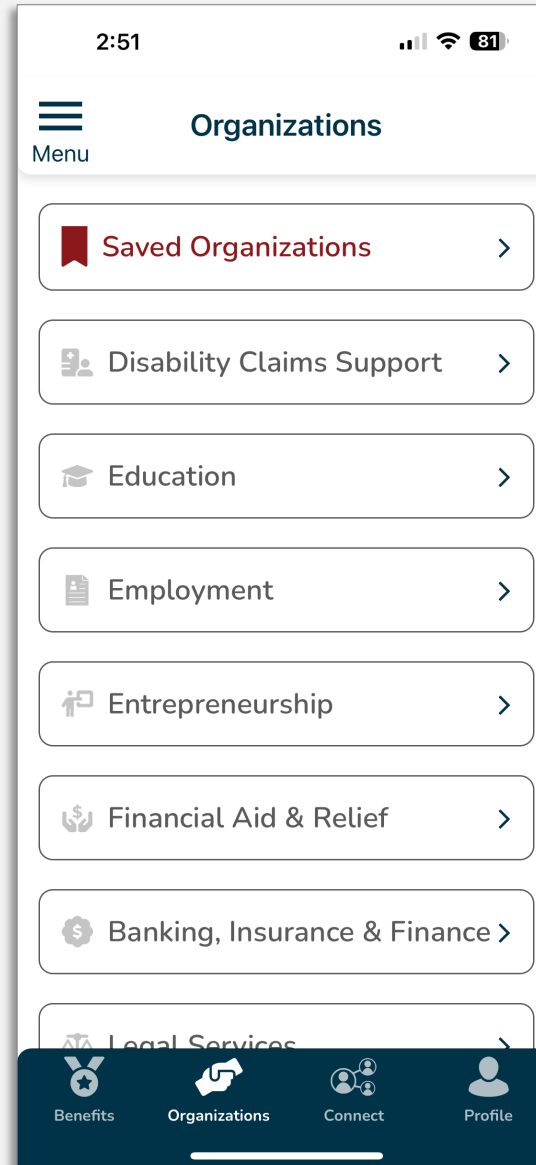 2:51
81
Menu
Organizations
Saved Organizations
Disability Claims Support
Education
Employment
Entrepreneurship
Financial Aid & Relief
Banking, Insurance & Finance
Legal Services
Benefits
Organizations
Connect
Profile